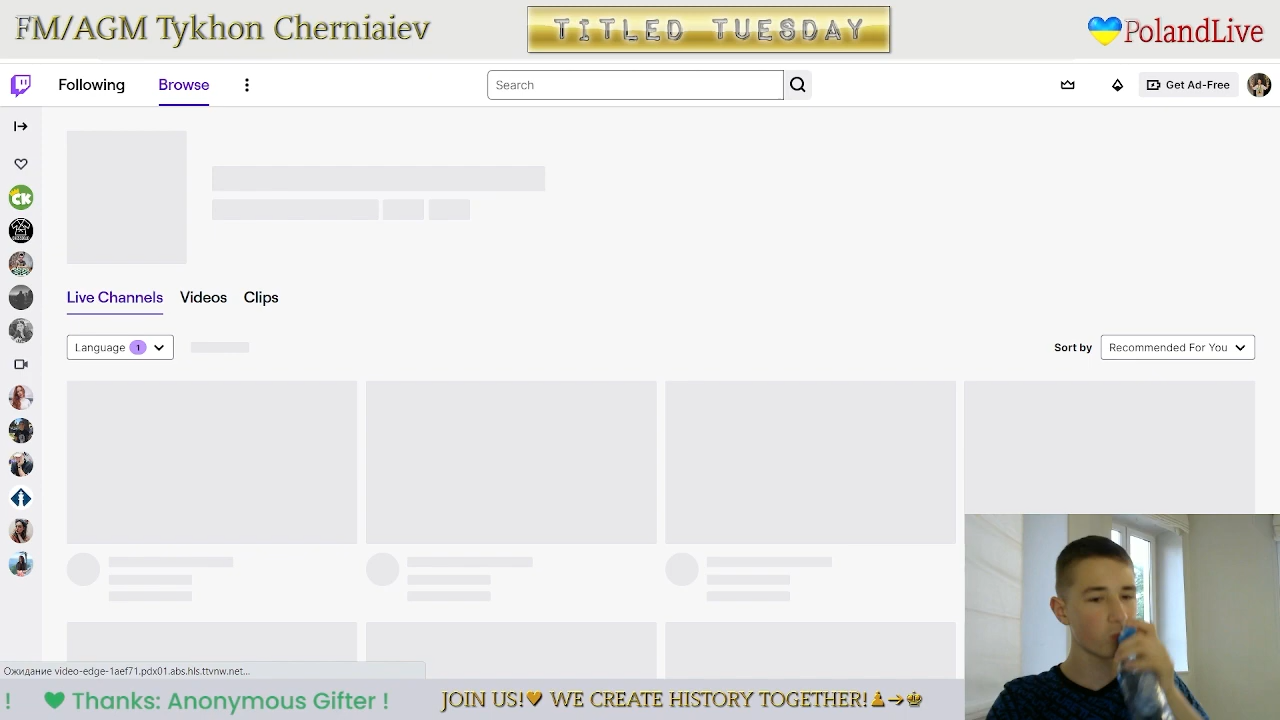 FM/AGM Tykhon Cherniaiev
TITLED TUESDAY
PolandLive
Following
Browse
Search
Get Ad-Free
CK
Live Channels
Videos
Clips
Language 1
Sort by
Recommended For You
Ожидание video-edge-1aef71.pdx01.abs.hls.ttvnw.net...
! 💚 Thanks: Anonymous Gifter !
JOIN US!🧡 WE CREATE HISTORY TOGETHER!♟→♚